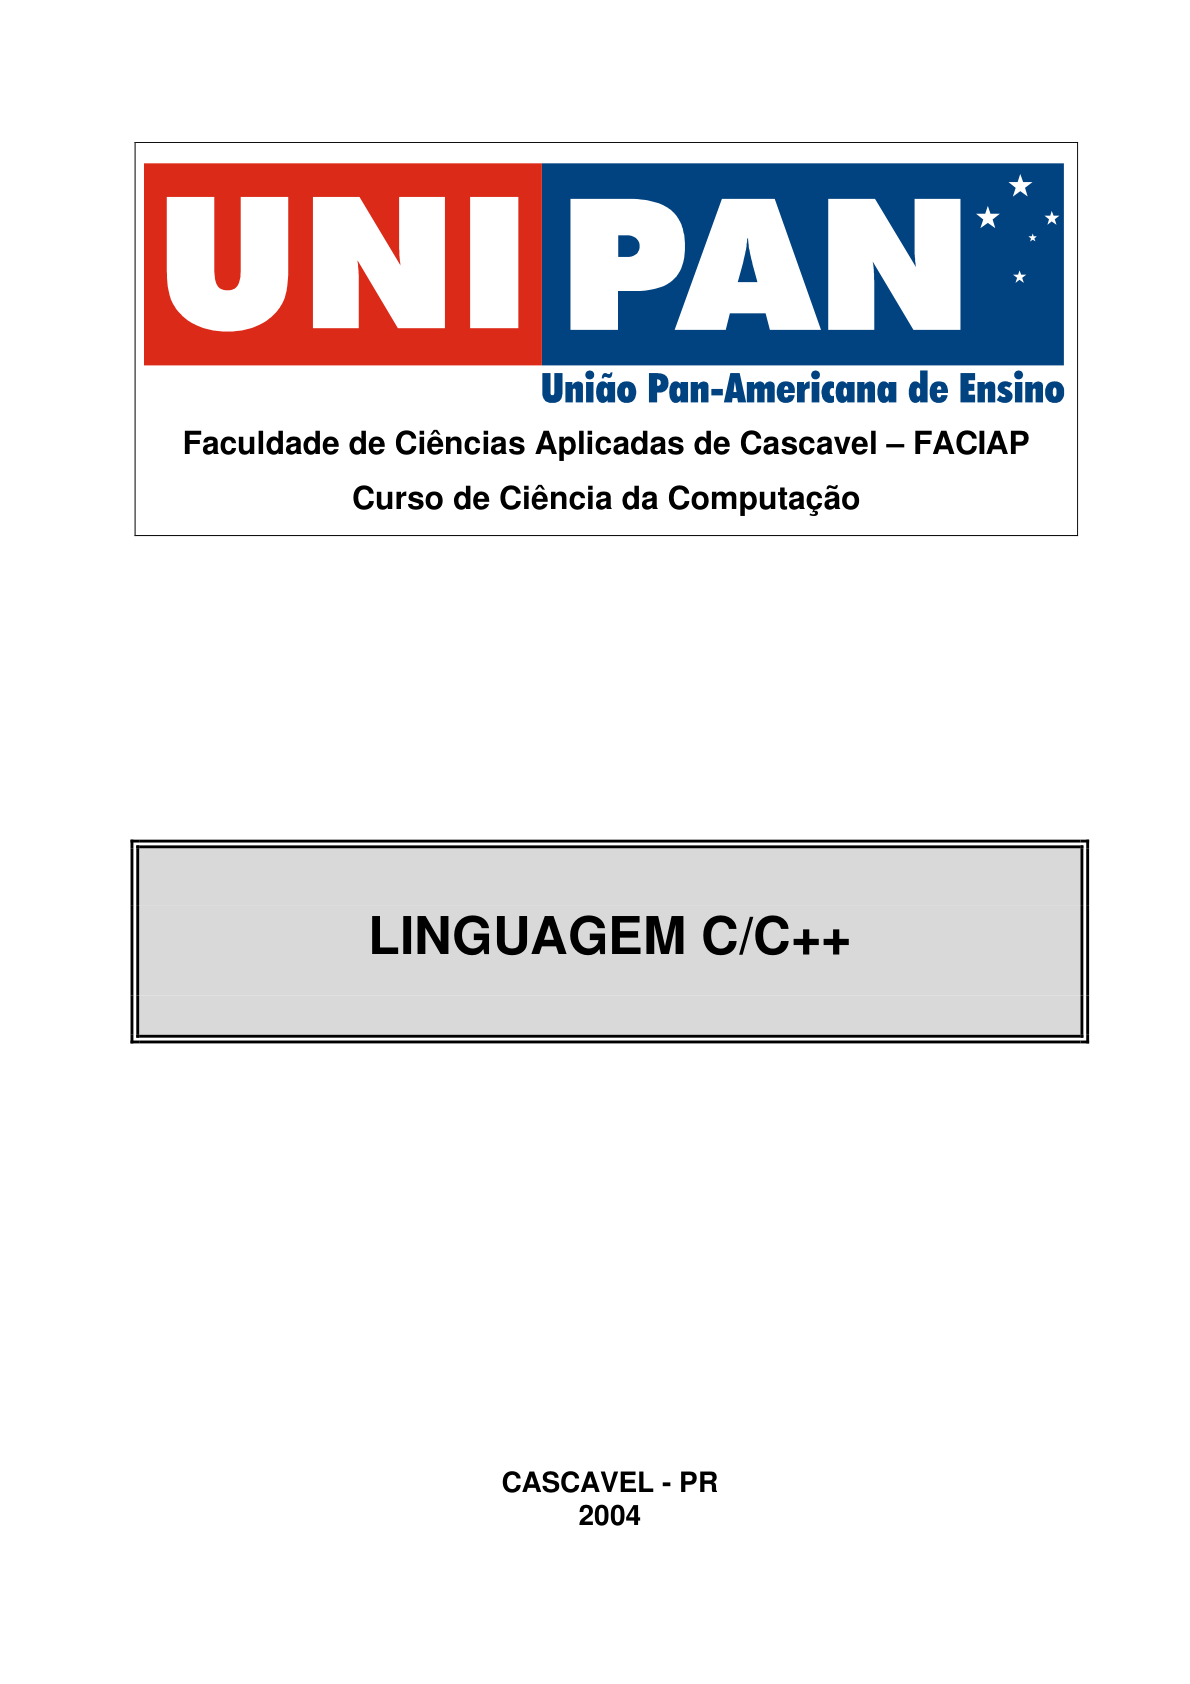 UNIPAN
União Pan-Americana de Ensino
Faculdade de Ciências Aplicadas de Cascavel – FACIAP
Curso de Ciência da Computação
LINGUAGEM C/C++
CASCAVEL - PR
2004